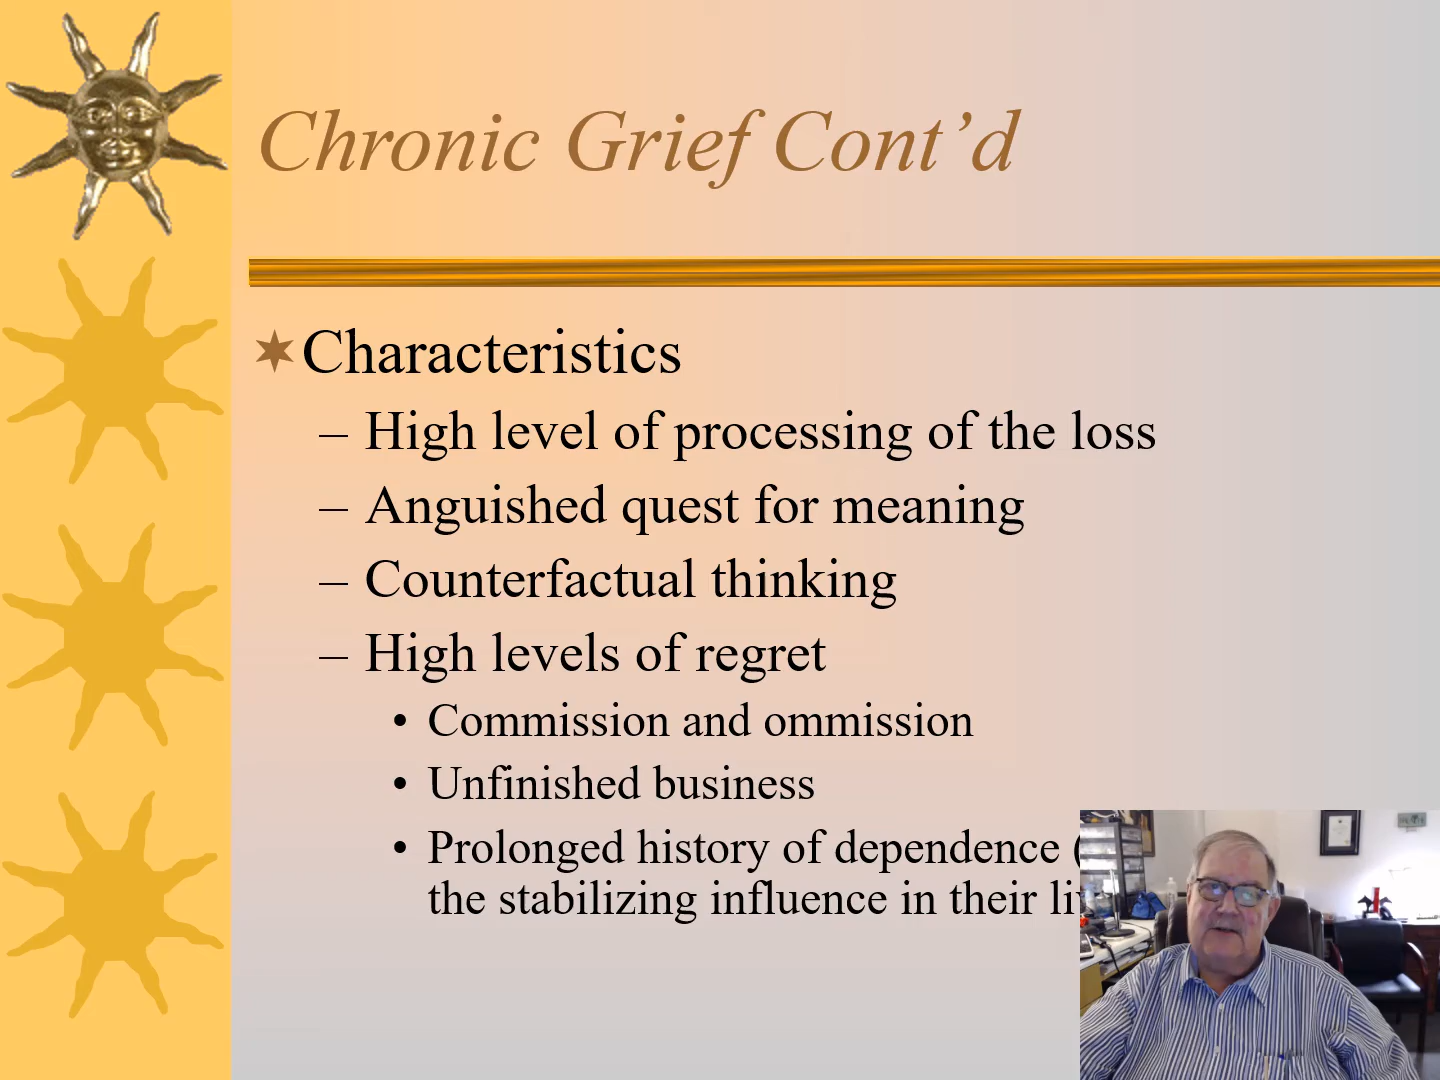 Chronic Grief Cont’d
Characteristics
– High level of processing of the loss
– Anguished quest for meaning
– Counterfactual thinking
– High levels of regret
• Commission and ommission
• Unfinished business
• Prolonged history of dependence (
the stabilizing influence in their